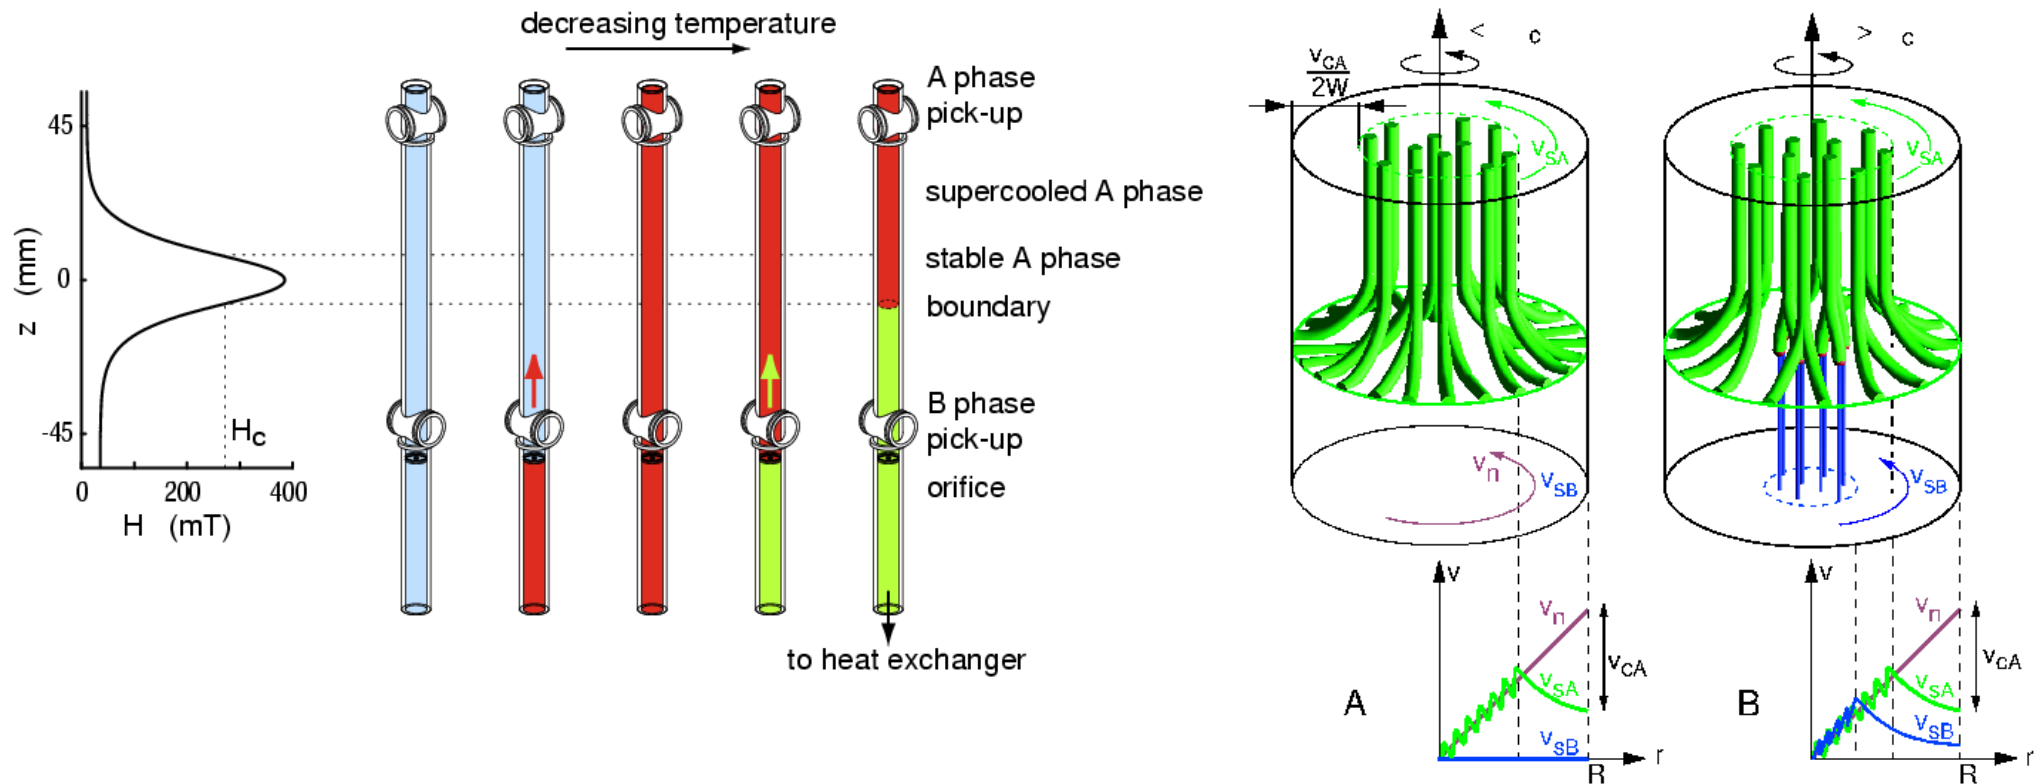 decreasing temperature
45
0
-45
z (mm)
0
200
400
H (mT)
Hc
A phase
pick-up
supercooled A phase
stable A phase
boundary
B phase
pick-up
orifice
to heat exchanger
vCA
2W
< c
vSA
vn
vSB
v
vn
vCA
vSA
vSB
A
R
r
> c
vSA
vSB
v
vn
vCA
vSA
vSB
B
R
r